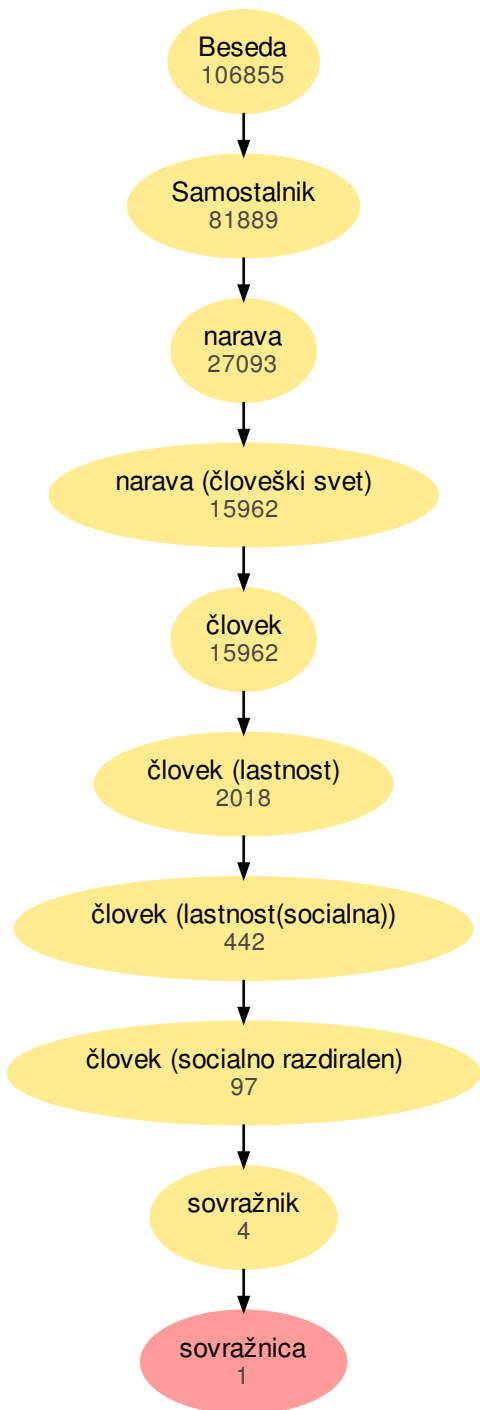 Beseda
106855
Samostalnik
81889
narava
27093
narava (človeški svet)
15962
človek
15962
človek (lastnost)
2018
človek (lastnost(socialna))
442
človek (socialno razdiralen)
97
sovražnik
4
sovražnica
1